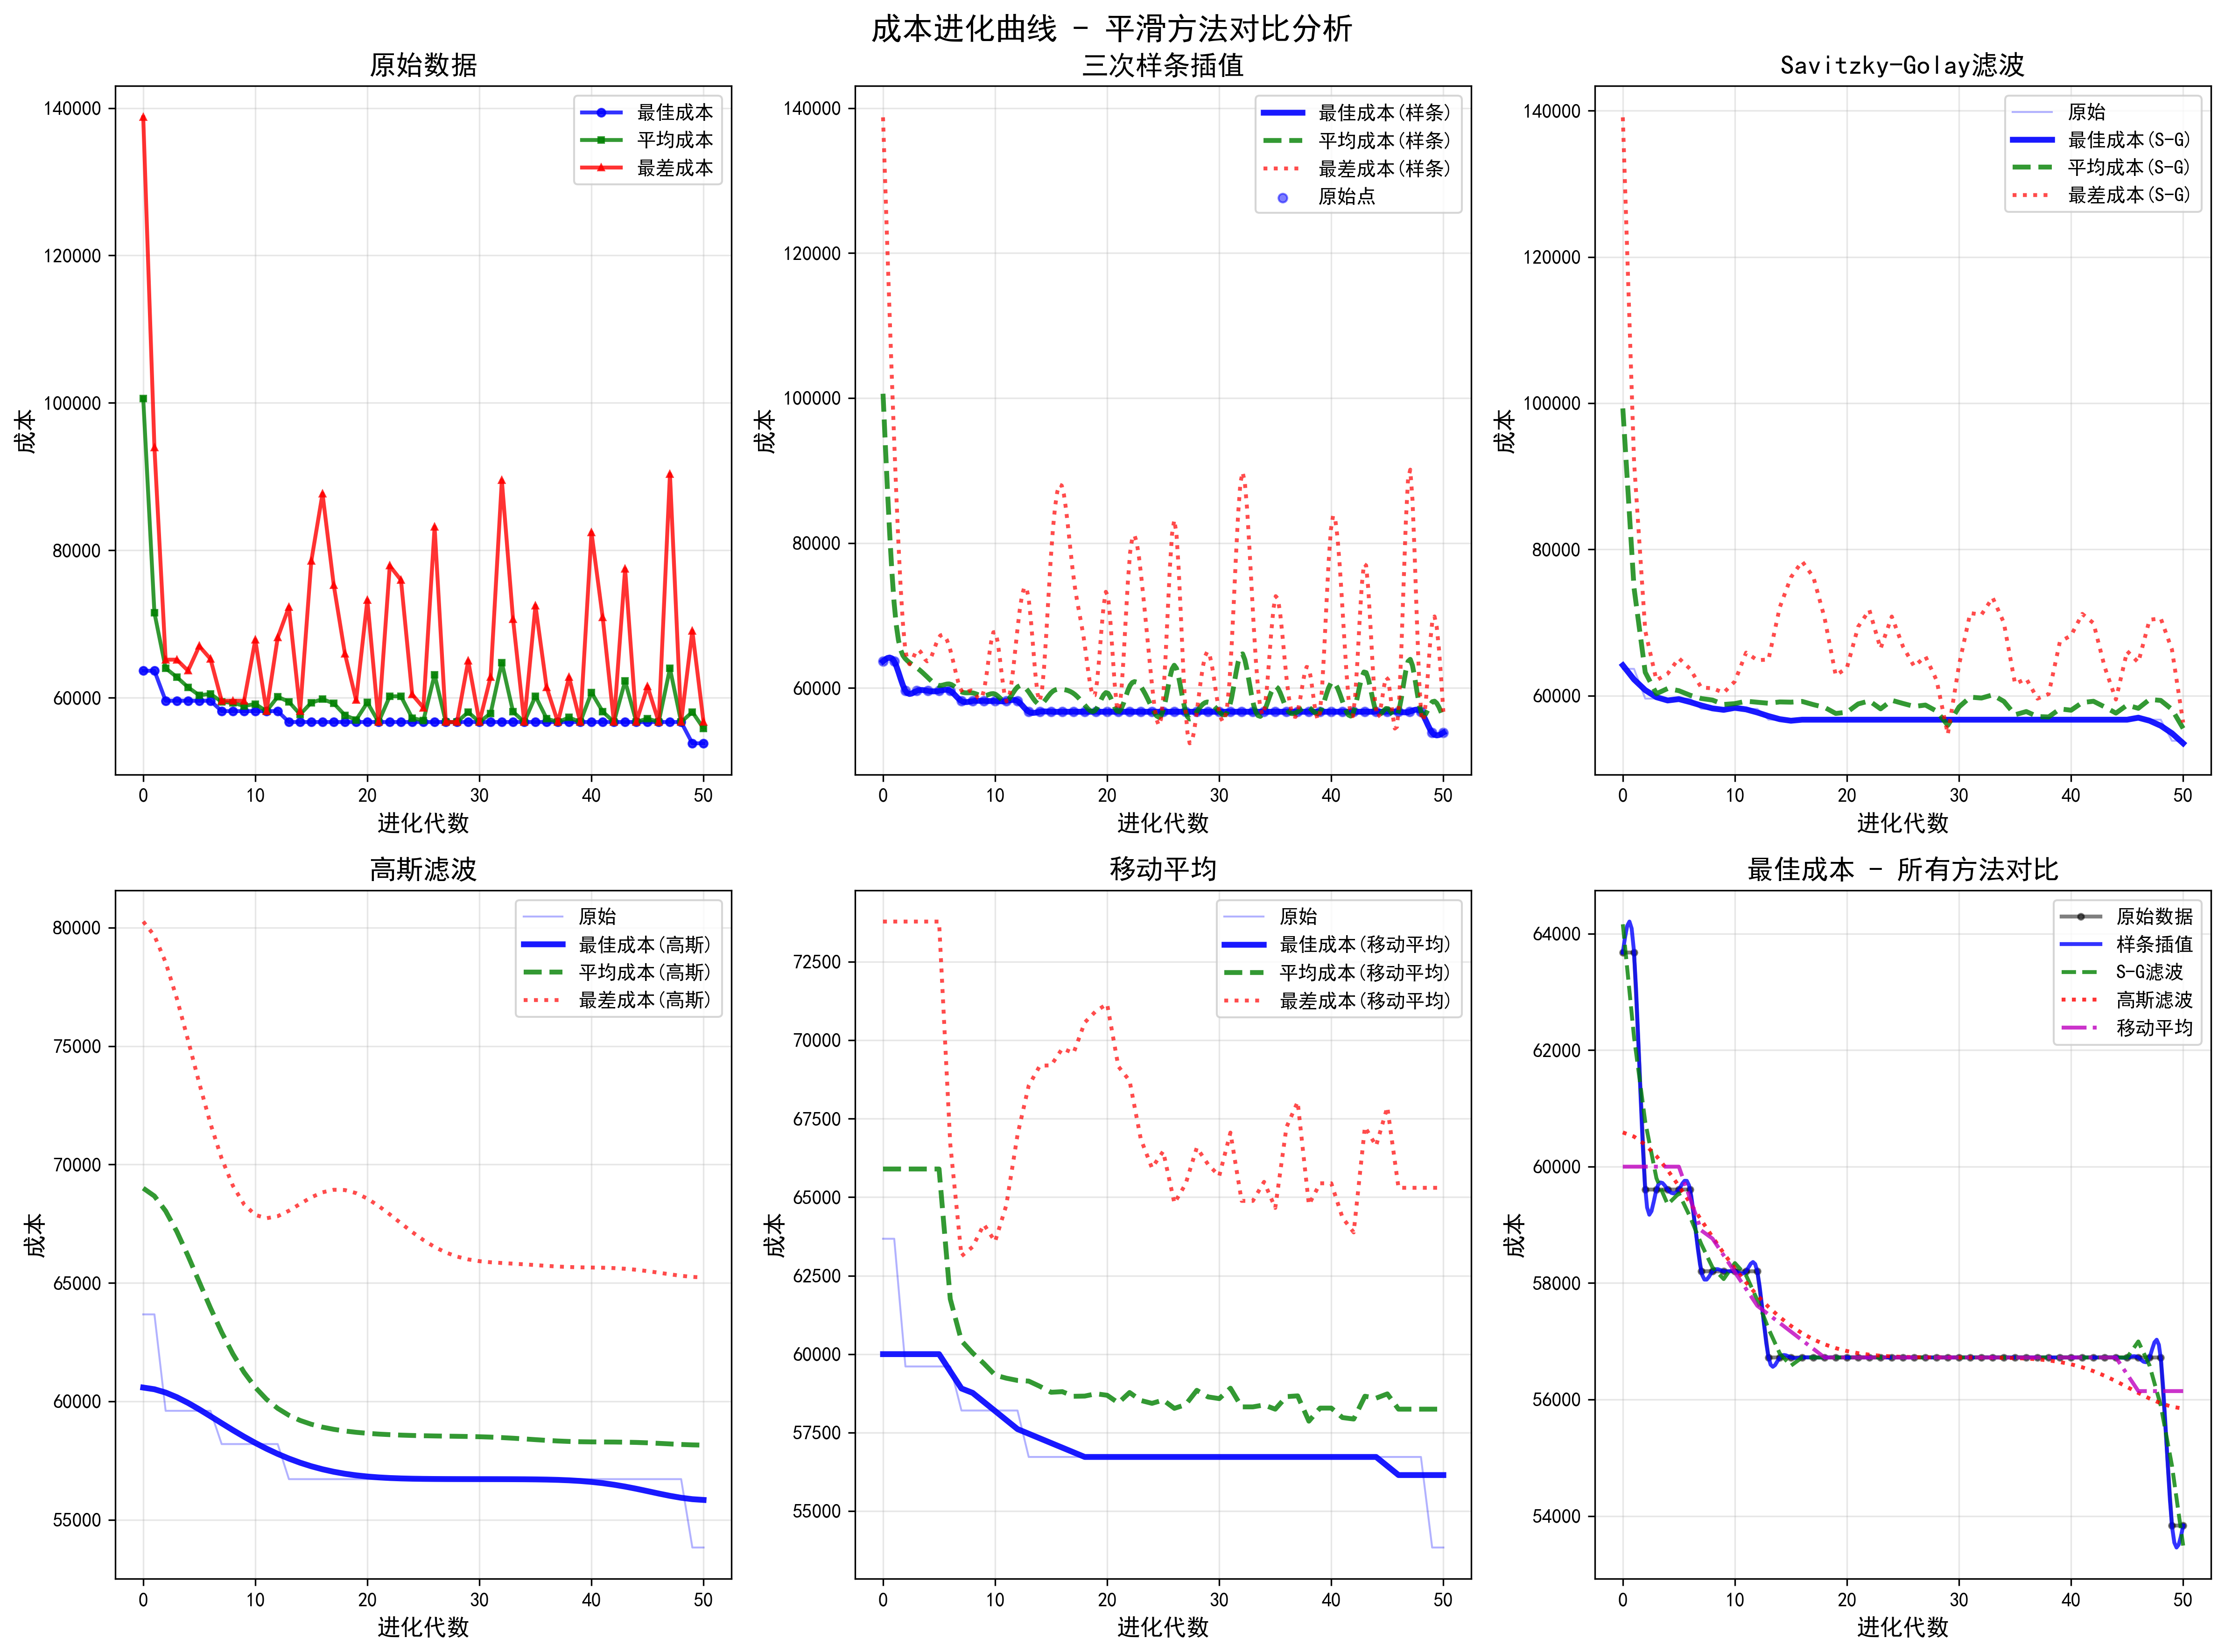 成本进化曲线 - 平滑方法对比分析
原始数据
最佳成本
平均成本
最差成本
成本
140000
120000
100000
80000
60000
0 10 20 30 40 50
进化代数
三次样条插值
最佳成本(样条)
平均成本(样条)
最差成本(样条)
原始点
成本
140000
120000
100000
80000
60000
0 10 20 30 40 50
进化代数
Savitzky-Golay滤波
原始
最佳成本(S-G)
平均成本(S-G)
最差成本(S-G)
成本
140000
120000
100000
80000
60000
0 10 20 30 40 50
进化代数
高斯滤波
原始
最佳成本(高斯)
平均成本(高斯)
最差成本(高斯)
成本
80000
75000
70000
65000
60000
55000
0 10 20 30 40 50
进化代数
移动平均
原始
最佳成本(移动平均)
平均成本(移动平均)
最差成本(移动平均)
成本
72500
70000
67500
65000
62500
60000
57500
55000
0 10 20 30 40 50
进化代数
最佳成本 - 所有方法对比
原始数据
样条插值
S-G滤波
高斯滤波
移动平均
成本
64000
62000
60000
58000
56000
54000
0 10 20 30 40 50
进化代数